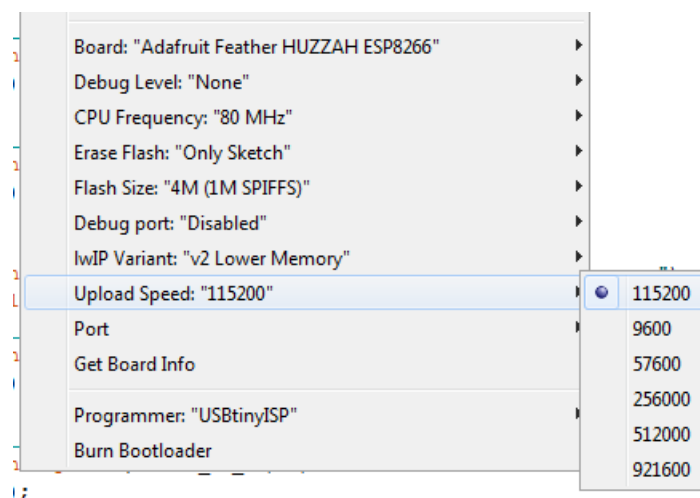 Board: "Adafruit Feather HUZZAH ESP8266"
Debug Level: "None"
CPU Frequency: "80 MHz"
Erase Flash: "Only Sketch"
Flash Size: "4M (1M SPIFFS)"
Debug port: "Disabled"
lwIP Variant: "v2 Lower Memory"
Upload Speed: "115200"
Port
Get Board Info
Programmer: "USBtinyISP"
Burn Bootloader
115200
9600
57600
256000
512000
921600